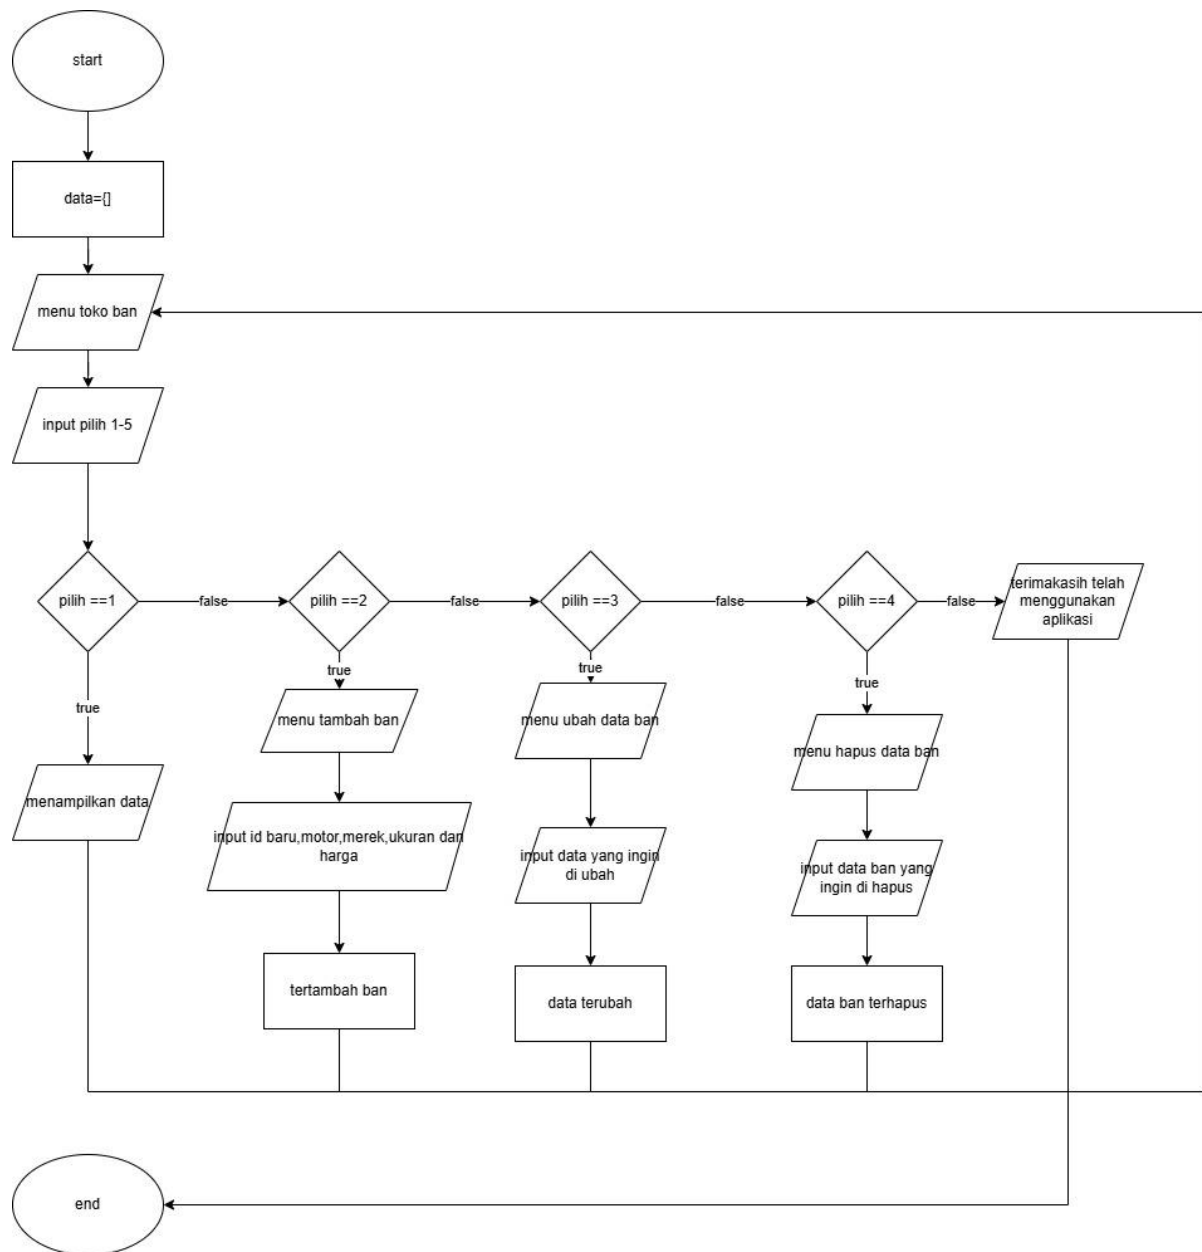 start
data={]
menu toko ban
input pilih 1-5
pilih ==1
false
pilih ==2
false
pilih ==3
false
pilih ==4
false
terimakasih telah
menggunakan
aplikasi
true
true
true
true
menampilkan data
menu tambah ban
input id baru,motor,merek,ukuran dan
harga
tertambah ban
menu ubah data ban
input data yang ingin
di ubah
data terubah
menu hapus data ban
input data ban yang
ingin di hapus
data ban terhapus
end